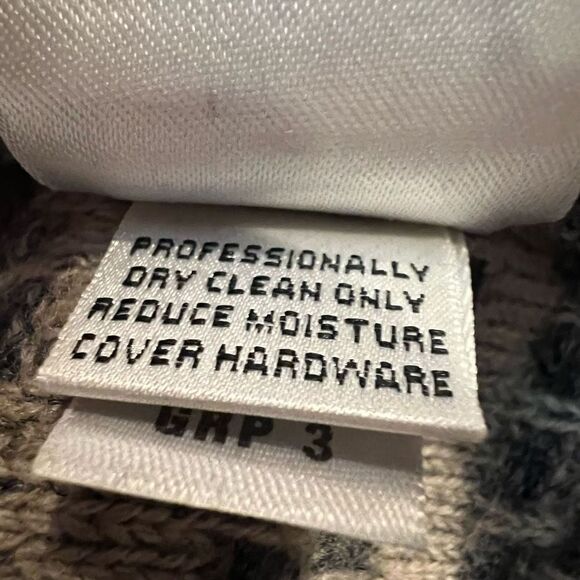 PROFESSIONALLY
DRY CLEAN ONLY
REDUCE MOISTURE
COVER HARDWARE
GRP 3